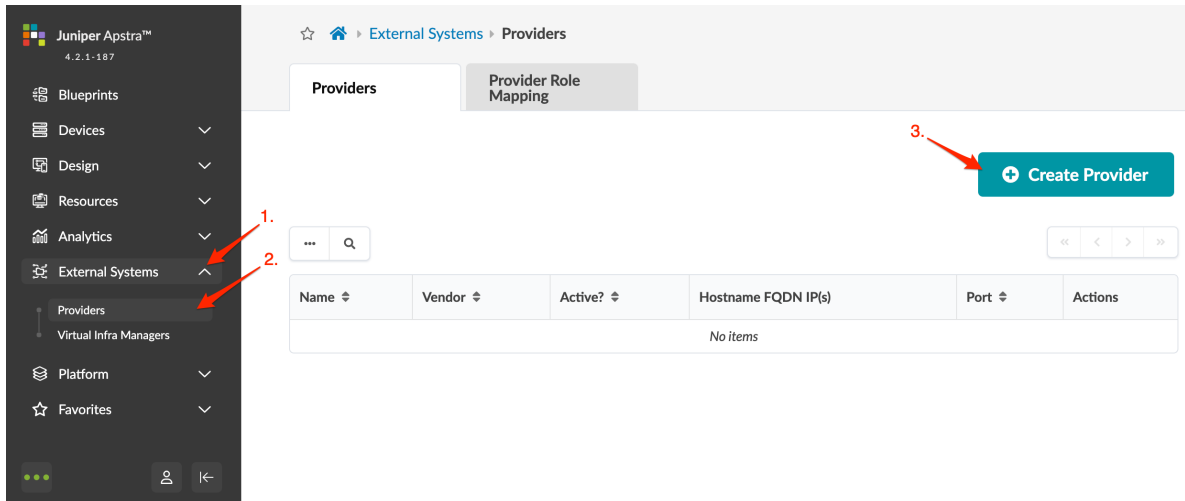 Juniper Apstra™
4.2.1-187
Blueprints
Devices
Design
Resources
Analytics
External Systems
Providers
Virtual Infra Managers
Platform
Favorites
External Systems Providers
Providers
Provider Role
Mapping
1.
2.
3.
Create Provider
Name Vendor Active? Hostname FQDN IP(s) Port Actions
No items